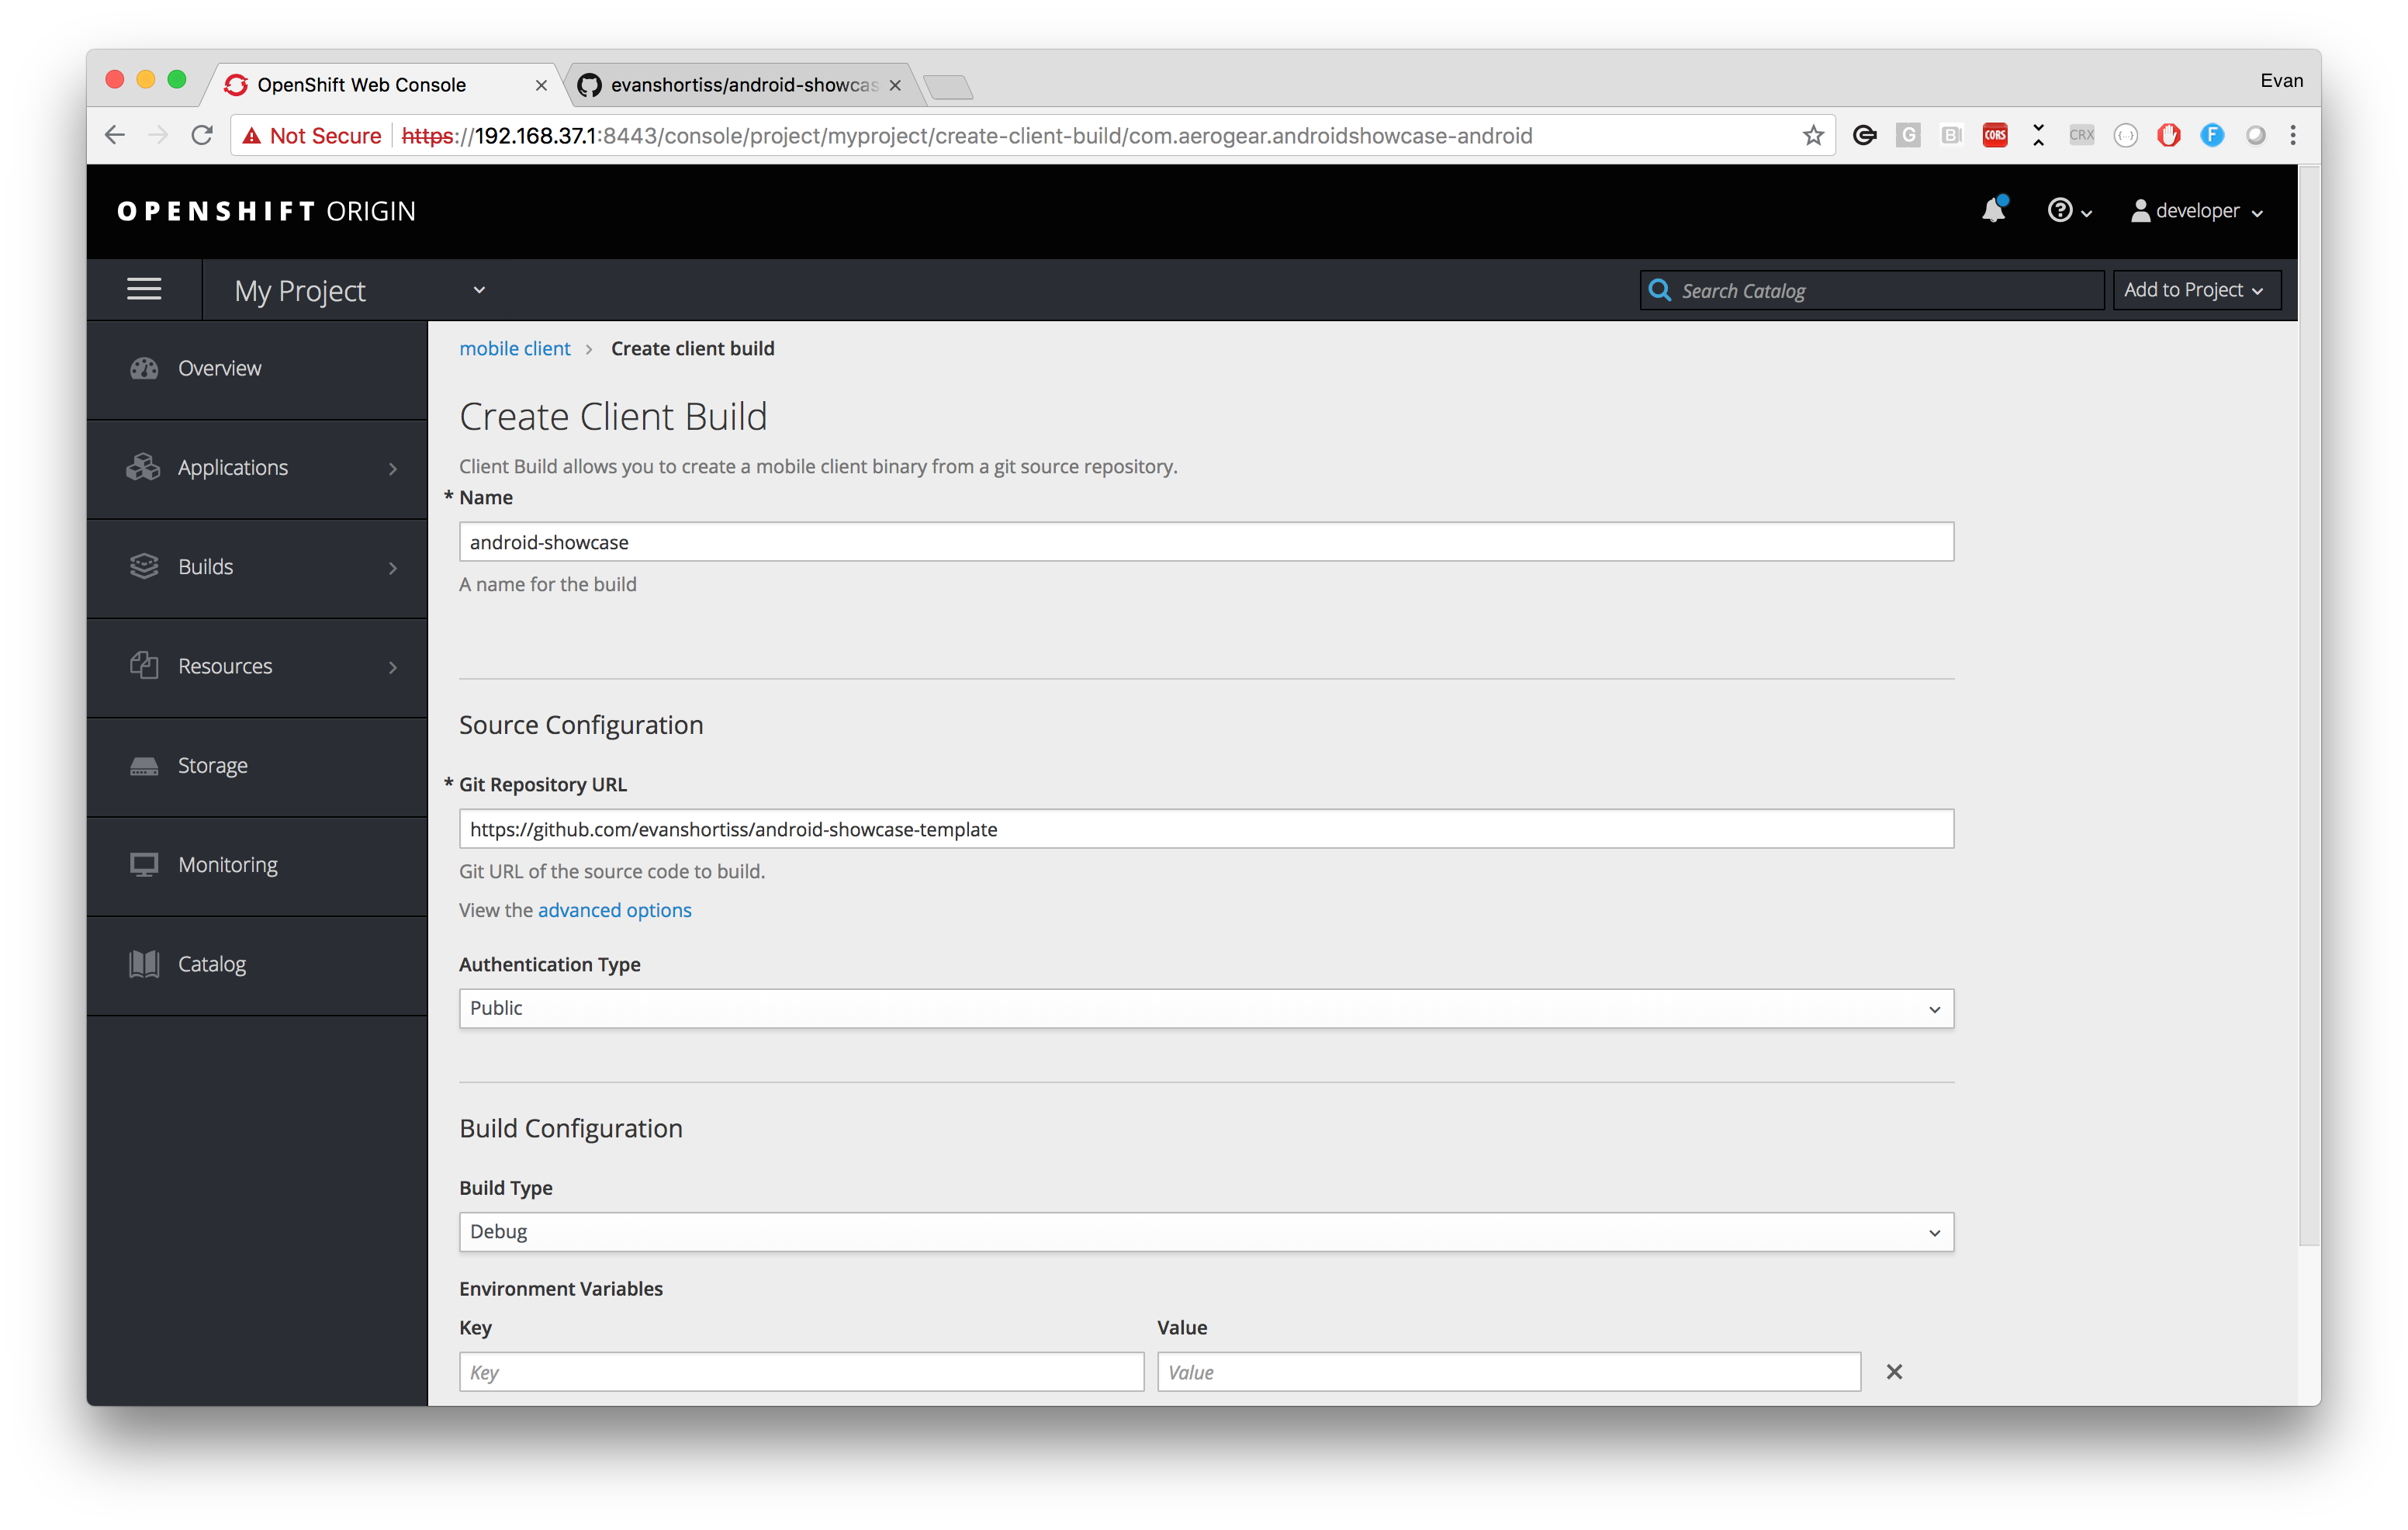 OpenShift Web Console
evanshortiss/android-showcas
Evan
Not Secure https://192.168.37.1:8443/console/project/myproject/create-client-build/com.aerogear.androidshowcase-android
G B CORS CRX {···} F
OPENSHIFT ORIGIN
? developer
My Project
Search Catalog
Add to Project
Overview
Applications
Builds
Resources
Storage
Monitoring
Catalog
mobile client > Create client build
Create Client Build
Client Build allows you to create a mobile client binary from a git source repository.
* Name
android-showcase
A name for the build
Source Configuration
* Git Repository URL
https://github.com/evanshortiss/android-showcase-template
Git URL of the source code to build.
View the advanced options
Authentication Type
Public
Build Configuration
Build Type
Debug
Environment Variables
Key Value
Key Value